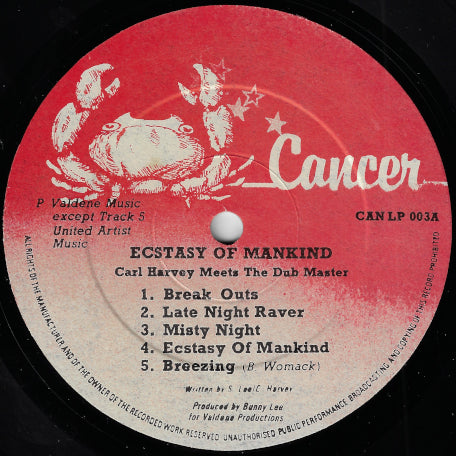 Cancer
P Valdene Music
except Track 5
United Artist
Music
CAN LP 003A
ECSTASY OF MANKIND
Carl Harvey Meets The Dub Master
1. Break Outs
2. Late Night Raver
3. Misty Night
4. Ecstasy Of Mankind
5. Breezing (B Womack)
Written by S. Lee/C. Harvey
Produced by Bunny Lee
for Valdene Productions
ALL RIGHTS OF THE MANUFACTURER AND OF THE OWNER OF THE RECORDED WORK RESERVED UNAUTHORISED PUBLIC PERFORMANCE BROADCASTING AND COPYING OF THIS RECORD PROHIBITED